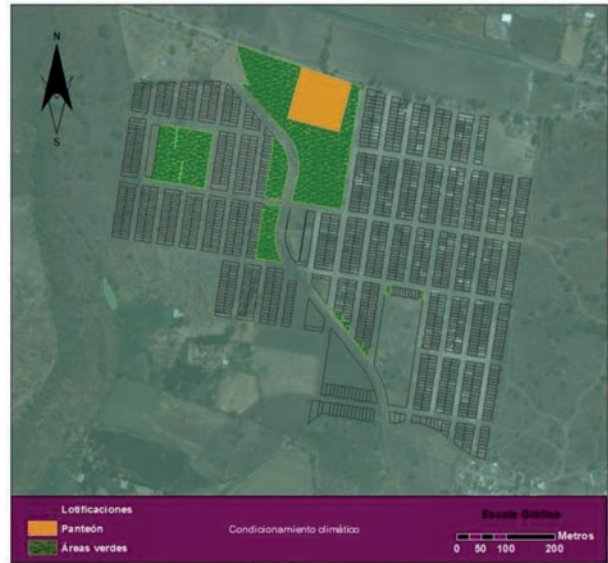 N
S
Lotificaciones
Panteón
Áreas verdes
Condicionamiento climático
Escala Gráfica
Metros
0 50 100 200